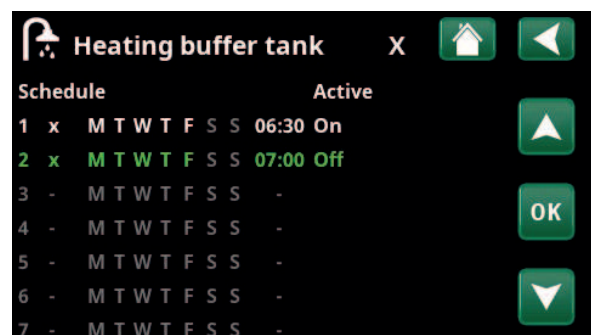 Heating buffer tank X
Schedule Active
1 x M T W T F S S 06:30 On
2 x M T W T F S S 07:00 Off
3 - M T W T F S S -
4 - M T W T F S S -
OK
5 - M T W T F S S -
6 - M T W T F S S -
7 - M T W T F S S -